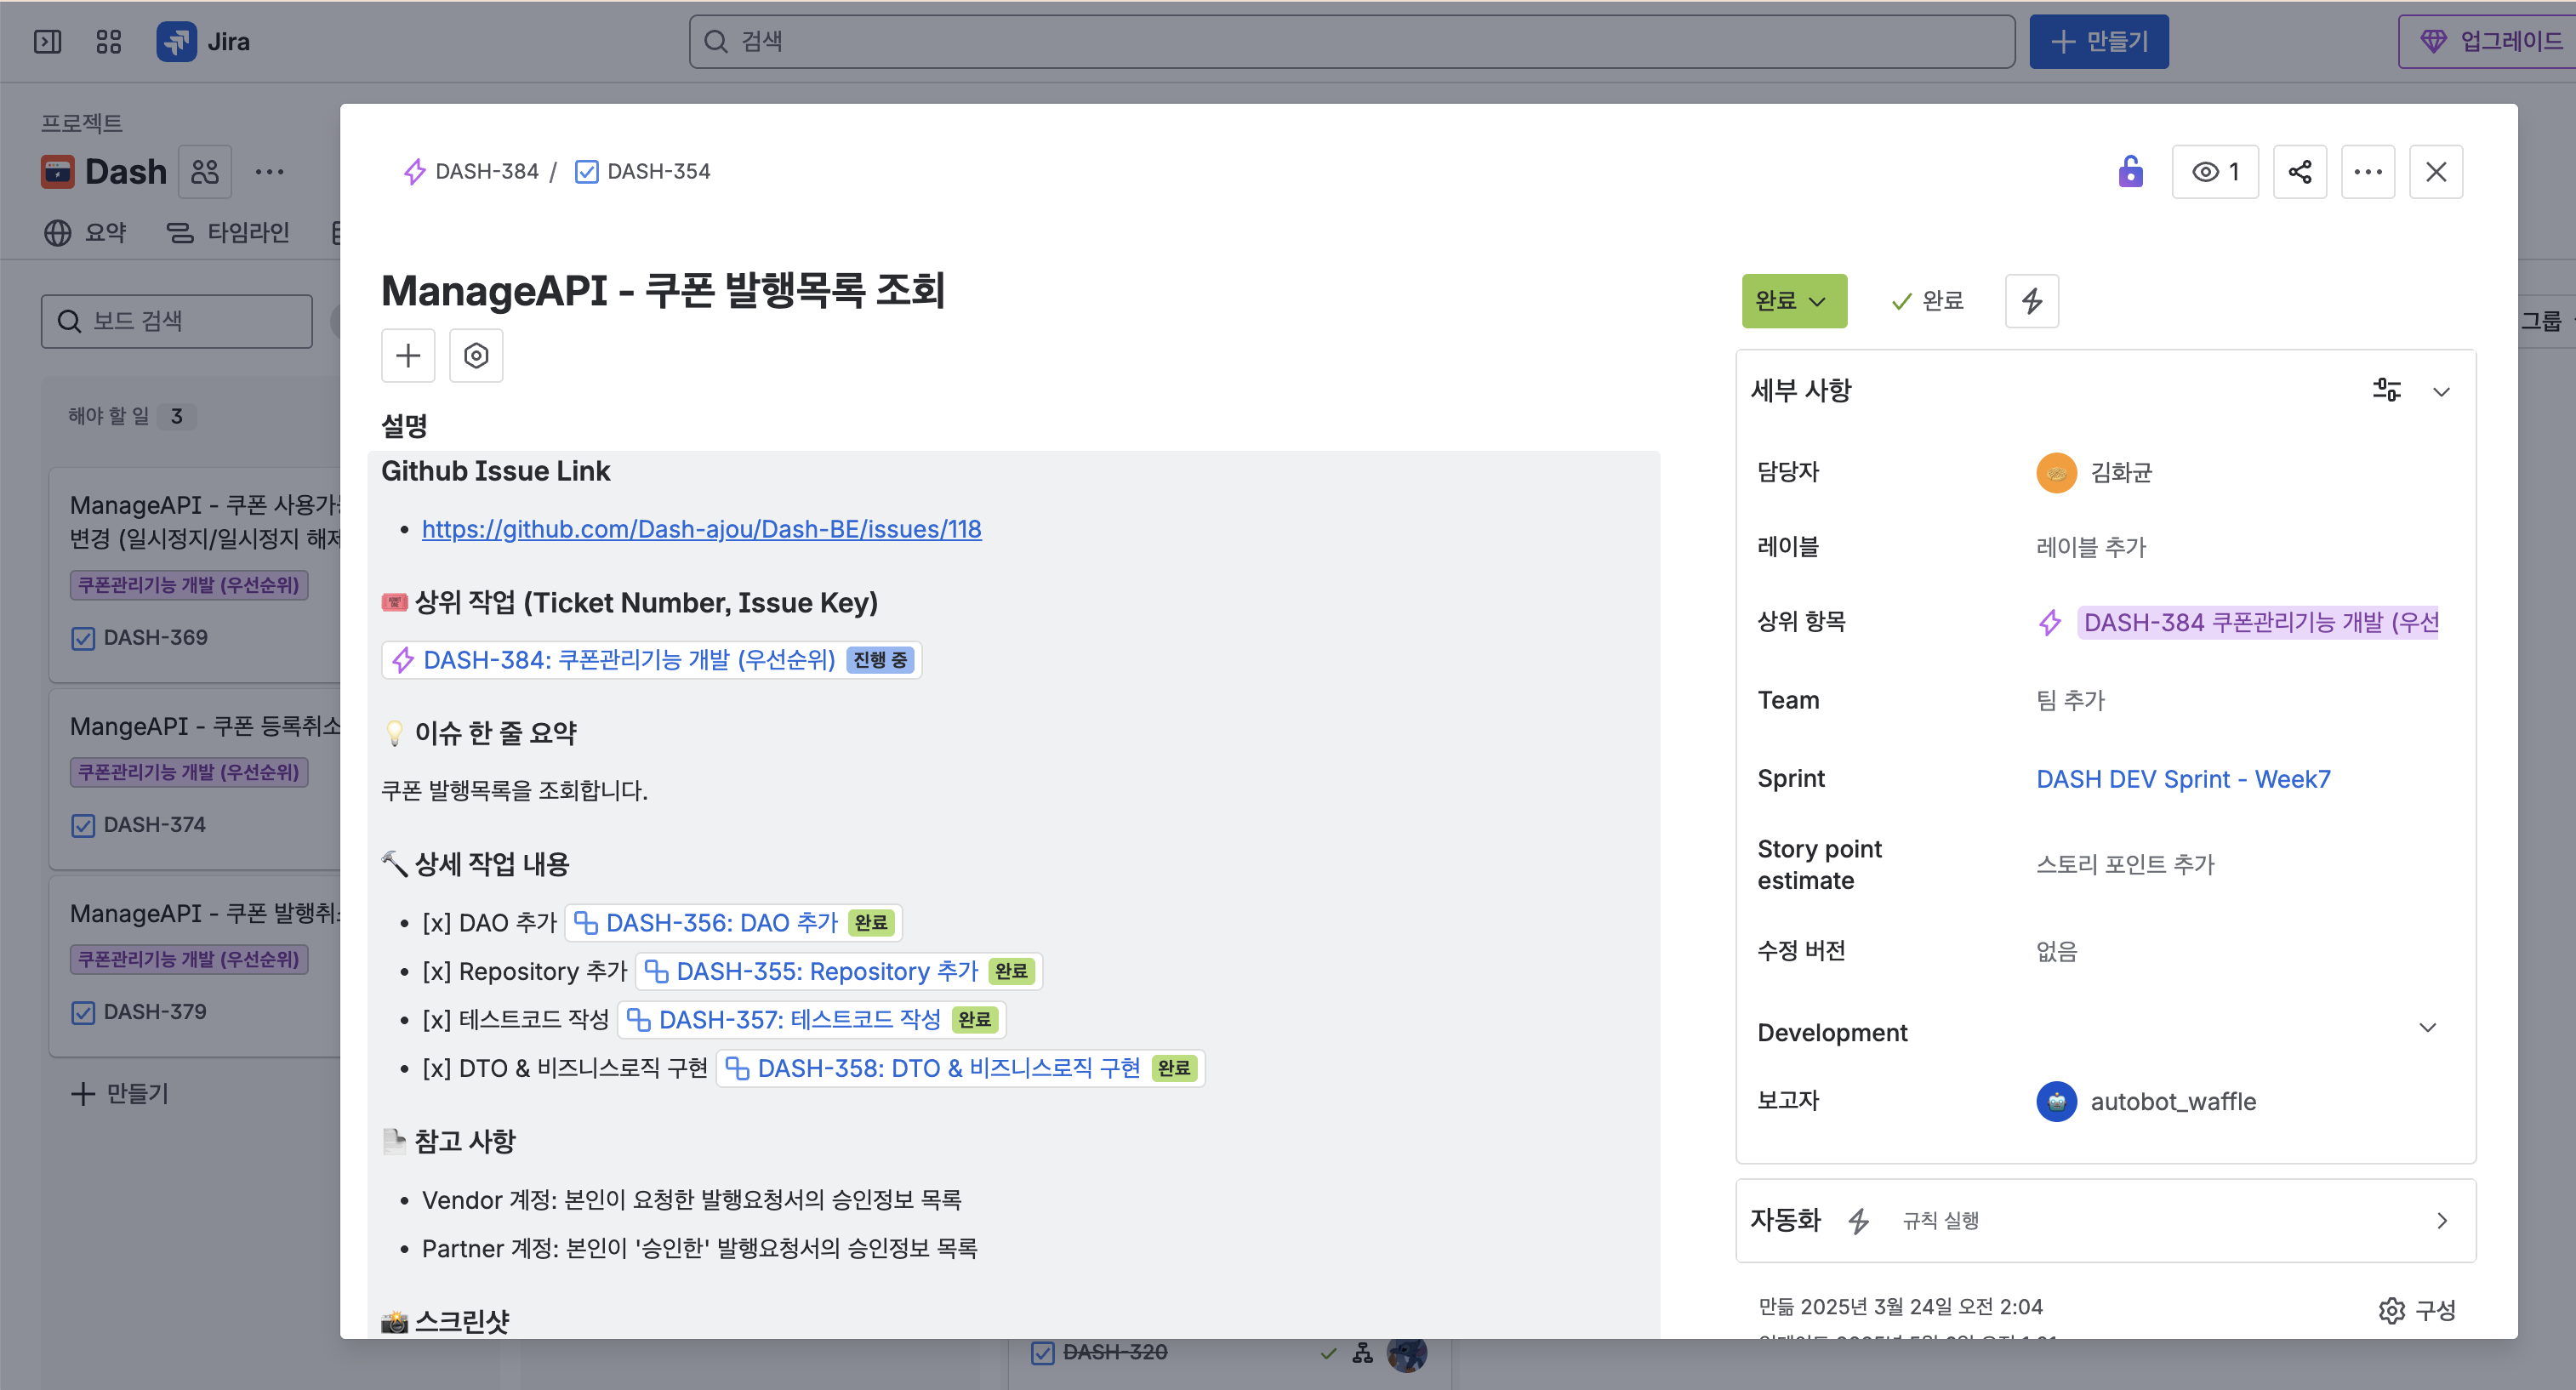 Jira
검색
만들기
업그레이드
프로젝트
Dash
요약
타임라인
보드 검색
그룹
해야 할 일 3
ManageAPI - 쿠폰 사용가능
변경 (일시정지/일시정지 해제
쿠폰관리기능 개발 (우선순위)
DASH-369
MangeAPI - 쿠폰 등록취소
쿠폰관리기능 개발 (우선순위)
DASH-374
ManageAPI - 쿠폰 발행취소
쿠폰관리기능 개발 (우선순위)
DASH-379
만들기
DASH-384 / DASH-354
1
ManageAPI - 쿠폰 발행목록 조회
설명
Github Issue Link
• https://github.com/Dash-ajou/Dash-BE/issues/118
🎟️ 상위 작업 (Ticket Number, Issue Key)
DASH-384: 쿠폰관리기능 개발 (우선순위) 진행 중
💡 이슈 한 줄 요약
쿠폰 발행목록을 조회합니다.
🔨 상세 작업 내용
• [x] DAO 추가 DASH-356: DAO 추가 완료
• [x] Repository 추가 DASH-355: Repository 추가 완료
• [x] 테스트코드 작성 DASH-357: 테스트코드 작성 완료
• [x] DTO & 비즈니스로직 구현 DASH-358: DTO & 비즈니스로직 구현 완료
📄 참고 사항
• Vendor 계정: 본인이 요청한 발행요청서의 승인정보 목록
• Partner 계정: 본인이 '승인한' 발행요청서의 승인정보 목록
📸 스크린샷
완료
✓ 완료
세부 사항
담당자 김화균
레이블 레이블 추가
상위 항목 DASH-384 쿠폰관리기능 개발 (우선
Team 팀 추가
Sprint DASH DEV Sprint - Week7
Story point
estimate
스토리 포인트 추가
수정 버전 없음
Development
보고자 autobot_waffle
자동화 규칙 실행
만듦 2025년 3월 24일 오전 2:04
구성
DASH-320